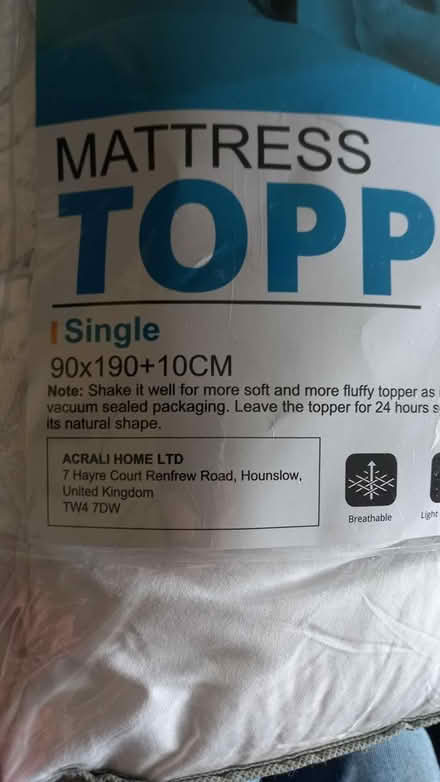 MATTRESS
TOPP
Single
90x190+10CM
Note: Shake it well for more soft and more fluffy topper as
vacuum sealed packaging. Leave the topper for 24 hours
its natural shape.
ACRALI HOME LTD
7 Hayre Court Renfrew Road, Hounslow,
United Kingdom
TW4 7DW
Breathable
Light